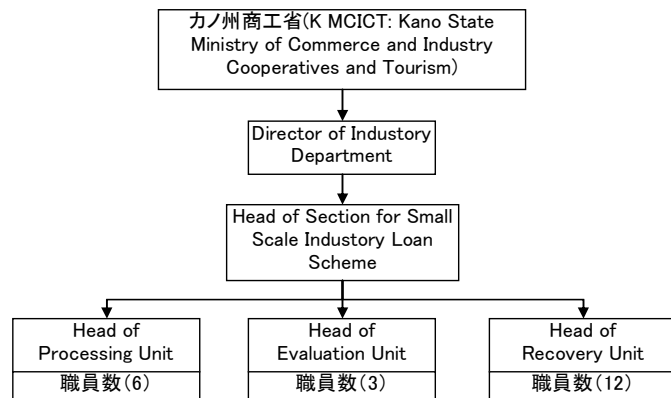 カノ州商工省(K MCICT: Kano State
Ministry of Commerce and Industry
Cooperatives and Tourism)
Director of Industory
Department
Head of Section for Small
Scale Industory Loan
Scheme
Head of
Processing Unit
職員数(6)
Head of
Evaluation Unit
職員数(3)
Head of
Recovery Unit
職員数(12)